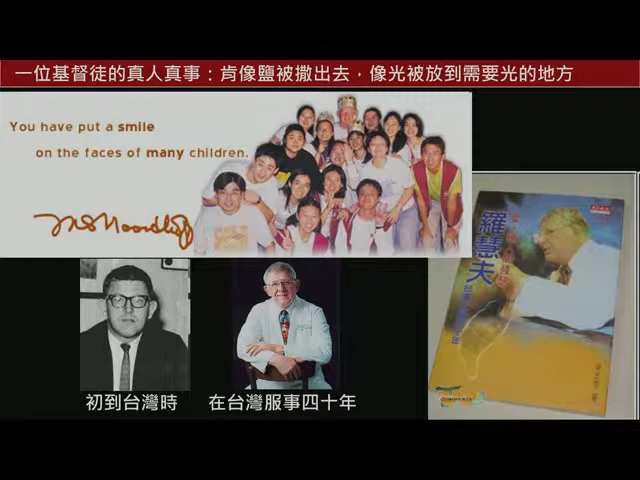 一位基督徒的真人真事：肯像鹽被撒出去，像光被放到需要光的地方
You have put a smile
on the faces of many children.
羅慧夫
初到台灣時
在台灣服事四十年